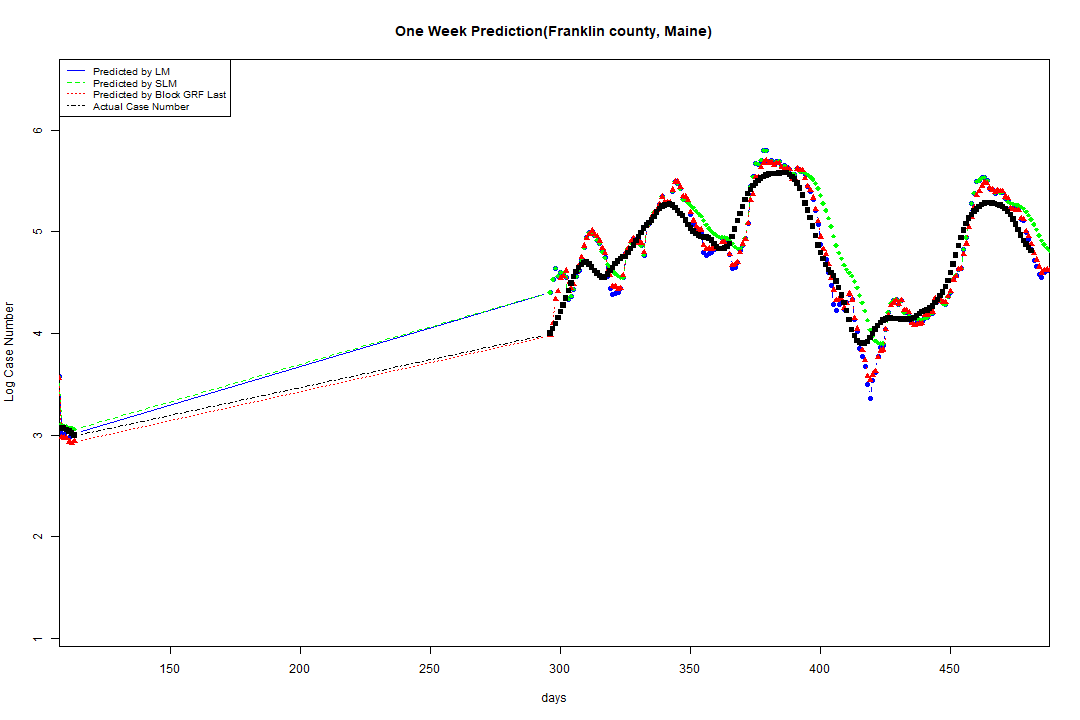 One Week Prediction(Franklin county, Maine)
Predicted by LM
Predicted by SLM
Predicted by Block GRF Last
Actual Case Number
6
5
4
3
2
1
Log Case Number
150 200 250 300 350 400 450
days